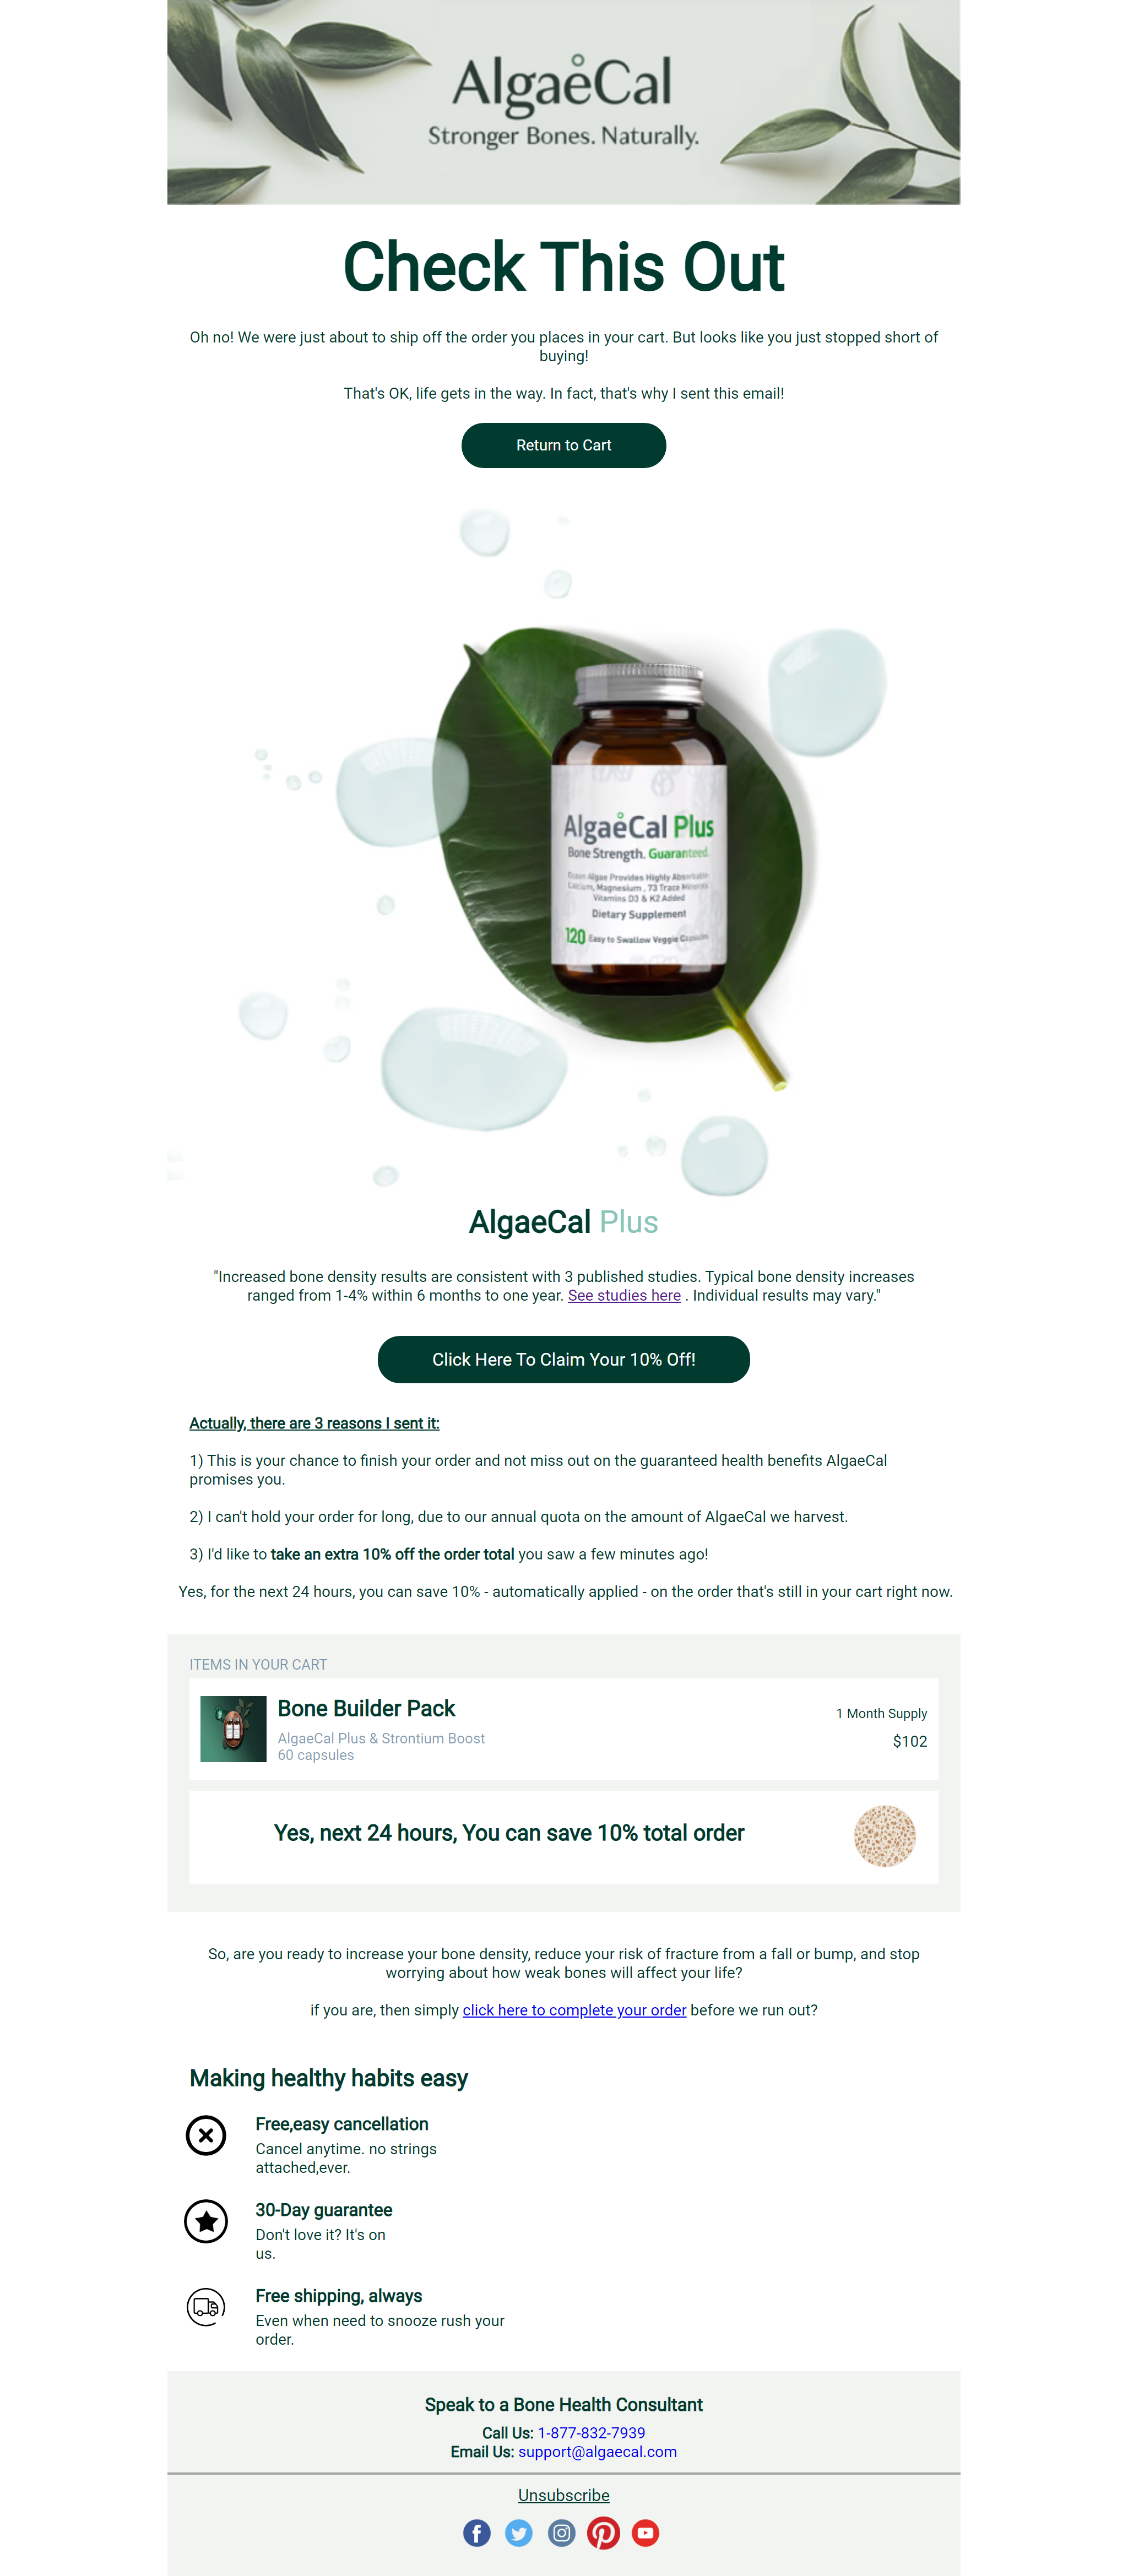 AlgaeCal
Stronger Bones. Naturally.
Check This Out
Oh no! We were just about to ship off the order you places in your cart. But looks like you just stopped short of
buying!
That's OK, life gets in the way. In fact, that's why I sent this email!
Return to Cart
AlgaeCal Plus
Bone Strength. Guaranteed.
Ocean Algae Provides Highly Absorbable
Calcium, Magnesium, 73 Trace Minerals
Vitamins D3 & K2 Added
Dietary Supplement
120 Easy to Swallow Veggie Capsules
AlgaeCal Plus
"Increased bone density results are consistent with 3 published studies. Typical bone density increases
ranged from 1-4% within 6 months to one year. See studies here . Individual results may vary."
Click Here To Claim Your 10% Off!
Actually, there are 3 reasons I sent it:
1) This is your chance to finish your order and not miss out on the guaranteed health benefits AlgaeCal
promises you.
2) I can't hold your order for long, due to our annual quota on the amount of AlgaeCal we harvest.
3) I'd like to take an extra 10% off the order total you saw a few minutes ago!
Yes, for the next 24 hours, you can save 10% - automatically applied - on the order that's still in your cart right now.
ITEMS IN YOUR CART
Bone Builder Pack
AlgaeCal Plus & Strontium Boost
60 capsules
1 Month Supply
$102
Yes, next 24 hours, You can save 10% total order
So, are you ready to increase your bone density, reduce your risk of fracture from a fall or bump, and stop
worrying about how weak bones will affect your life?
if you are, then simply click here to complete your order before we run out?
Making healthy habits easy
Free,easy cancellation
Cancel anytime. no strings
attached,ever.
30-Day guarantee
Don't love it? It's on
us.
Free shipping, always
Even when need to snooze rush your
order.
Speak to a Bone Health Consultant
Call Us: 1-877-832-7939
Email Us: support@algaecal.com
Unsubscribe